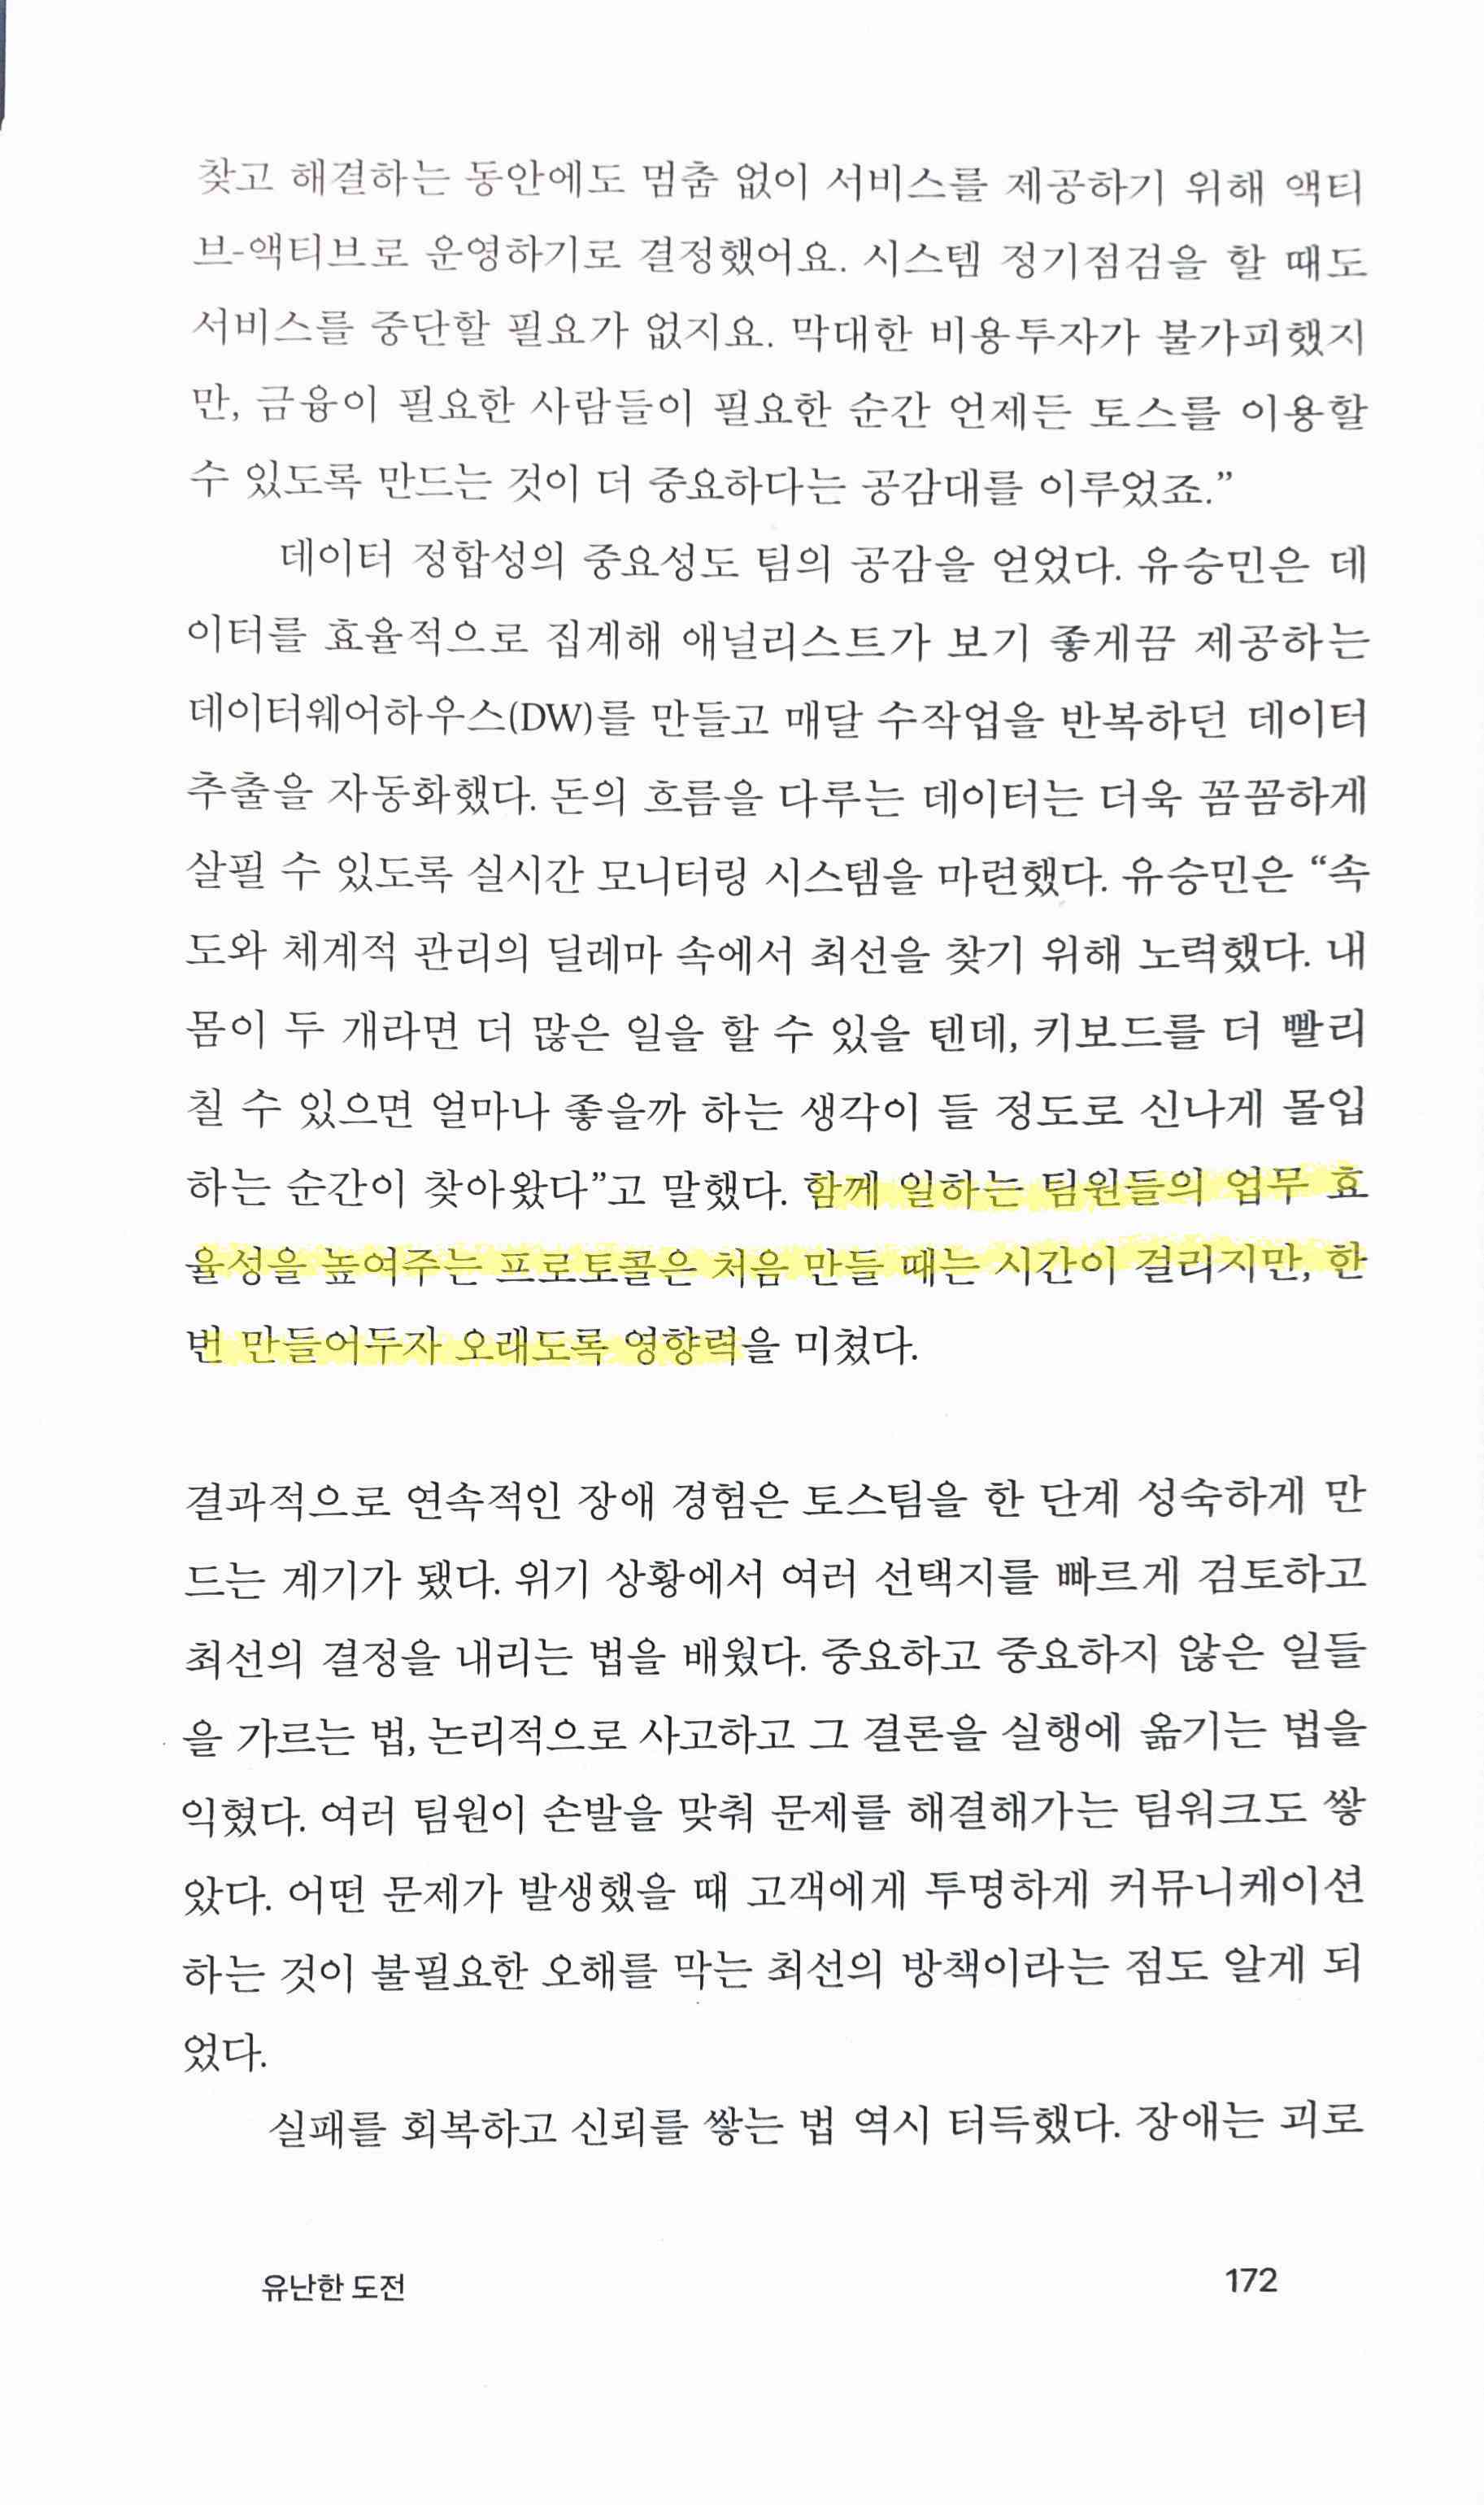 찾고 해결하는 동안에도 멈춤 없이 서비스를 제공하기 위해 액티
브-액티브로 운영하기로 결정했어요. 시스템 정기점검을 할 때도
서비스를 중단할 필요가 없지요. 막대한 비용투자가 불가피했지
만, 금융이 필요한 사람들이 필요한 순간 언제든 토스를 이용할
수 있도록 만드는 것이 더 중요하다는 공감대를 이루었죠.”
데이터 정합성의 중요성도 팀의 공감을 얻었다. 유승민은 데
이터를 효율적으로 집계해 애널리스트가 보기 좋게끔 제공하는
데이터웨어하우스(DW)를 만들고 매달 수작업을 반복하던 데이터
추출을 자동화했다. 돈의 흐름을 다루는 데이터는 더욱 꼼꼼하게
살필 수 있도록 실시간 모니터링 시스템을 마련했다. 유승민은 “속
도와 체계적 관리의 딜레마 속에서 최선을 찾기 위해 노력했다. 내
몸이 두 개라면 더 많은 일을 할 수 있을 텐데, 키보드를 더 빨리
칠 수 있으면 얼마나 좋을까 하는 생각이 들 정도로 신나게 몰입
하는 순간이 찾아왔다”고 말했다. 함께 일하는 팀원들의 업무 효
율성을 높여주는 프로토콜은 처음 만들 때는 시간이 걸리지만, 한
번 만들어두자 오래도록 영향력을 미쳤다.
결과적으로 연속적인 장애 경험은 토스팀을 한 단계 성숙하게 만
드는 계기가 됐다. 위기 상황에서 여러 선택지를 빠르게 검토하고
최선의 결정을 내리는 법을 배웠다. 중요하고 중요하지 않은 일들
을 가르는 법, 논리적으로 사고하고 그 결론을 실행에 옮기는 법을
익혔다. 여러 팀원이 손발을 맞춰 문제를 해결해가는 팀워크도 쌓
았다. 어떤 문제가 발생했을 때 고객에게 투명하게 커뮤니케이션
하는 것이 불필요한 오해를 막는 최선의 방책이라는 점도 알게 되
었다.
실패를 회복하고 신뢰를 쌓는 법 역시 터득했다. 장애는 괴로
유난한 도전 172